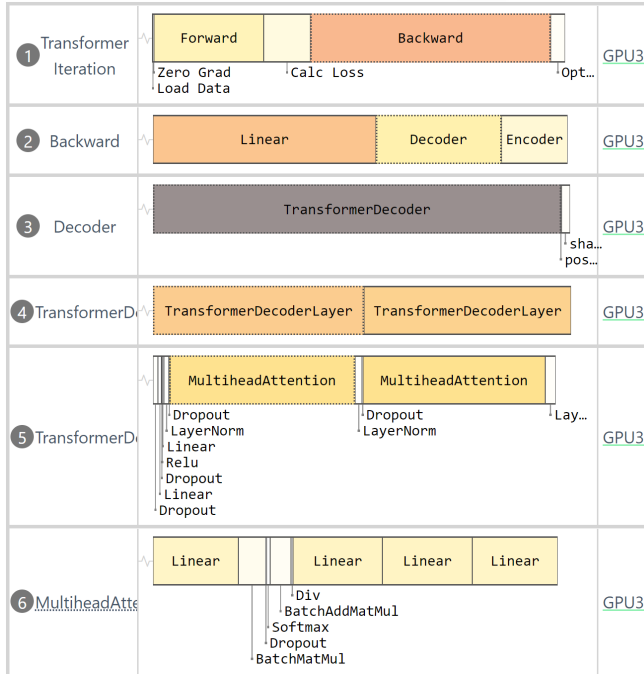 1
Transformer
Iteration
Forward
Backward
Zero Grad
Calc Loss
Opt…
Load Data
GPU3
2
Backward
Linear
Decoder
Encoder
GPU3
3
Decoder
TransformerDecoder
sha…
pos…
GPU3
4
TransformerD
TransformerDecoderLayer
TransformerDecoderLayer
GPU3
5
TransformerD
MultiheadAttention
MultiheadAttention
Dropout
Dropout
Lay…
LayerNorm
LayerNorm
Linear
Relu
Dropout
Linear
Dropout
GPU3
6
MultiheadAtte
Linear
Linear
Linear
Linear
Div
BatchAddMatMul
Softmax
Dropout
BatchMatMul
GPU3